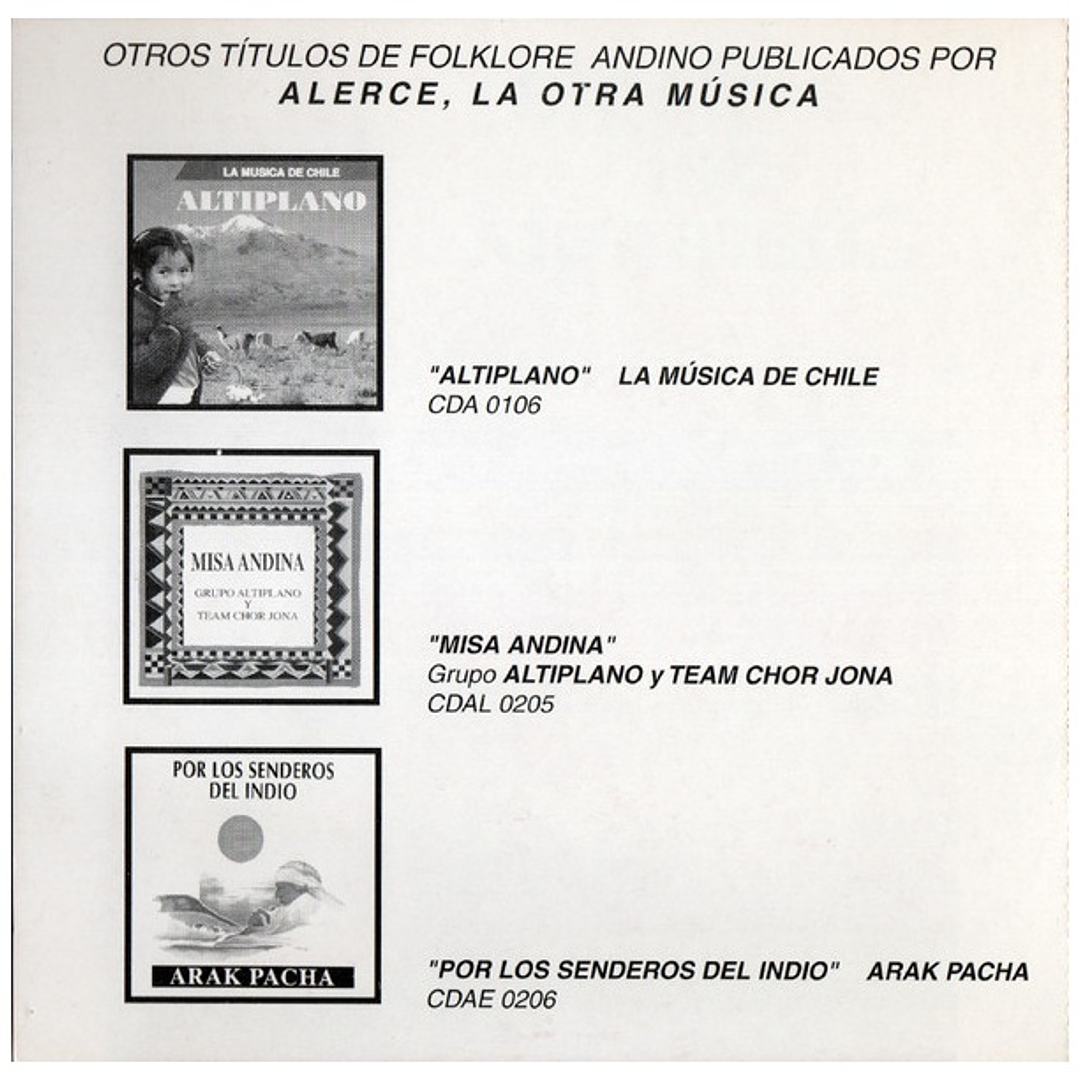 OTROS TÍTULOS DE FOLKLORE ANDINO PUBLICADOS POR
ALERCE, LA OTRA MÚSICA
LA MUSICA DE CHILE
ALTIPLANO
"ALTIPLANO" LA MÚSICA DE CHILE
CDA 0106
MISA ANDINA
GRUPO ALTIPLANO
Y
TEAM CHOR JONA
"MISA ANDINA"
Grupo ALTIPLANO y TEAM CHOR JONA
CDAL 0205
POR LOS SENDEROS
DEL INDIO
ARAK PACHA
"POR LOS SENDEROS DEL INDIO" ARAK PACHA
CDAE 0206